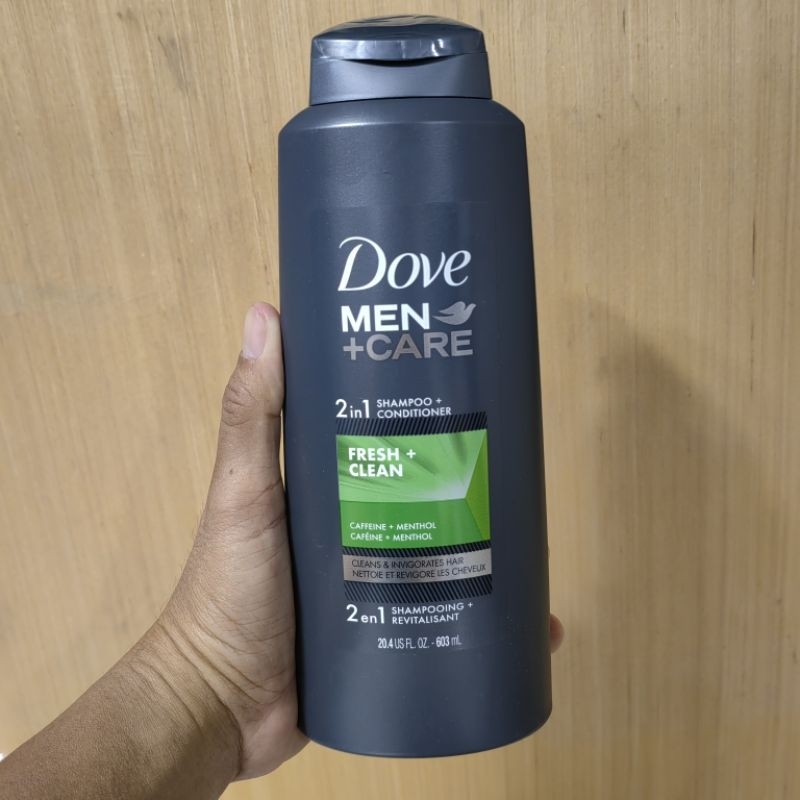 Dove
MEN
+CARE
2in1 SHAMPOO +
CONDITIONER
FRESH +
CLEAN
CAFFEINE + MENTHOL
CAFÉINE + MENTHOL
CLEANS & INVIGORATES HAIR
NETTOIE ET REVIGORE LES CHEVEUX
2en1 SHAMPOOING +
REVITALISANT
20.4 US FL. OZ. - 603 mL